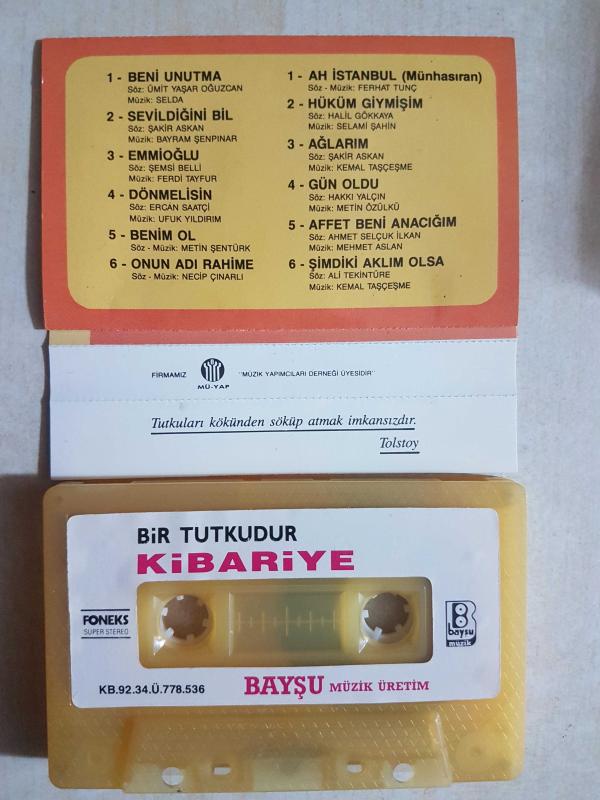 1 - BENİ UNUTMA
Söz: ÜMİT YAŞAR OĞUZCAN
Müzik: SELDA
2 - SEVİLDİĞİNİ BİL
Söz: ŞAKİR ASKAN
Müzik: BAYRAM ŞENPINAR
3 - EMMİOĞLU
Söz: ŞEMSİ BELLİ
Müzik: FERDİ TAYFUR
4 - DÖNMELİSİN
Söz: ERCAN SAATÇİ
Müzik: UFUK YILDIRIM
5 - BENİM OL
Söz - Müzik: METİN ŞENTÜRK
6 - ONUN ADI RAHİME
Söz - Müzik: NECİP ÇINARLI
1 - AH İSTANBUL (Münhasıran)
Söz - Müzik: FERHAT TUNÇ
2 - HÜKÜM GİYMİŞİM
Söz: HALİL GÖKKAYA
Müzik: SELAMİ ŞAHİN
3 - AĞLARIM
Söz: ŞAKİR ASKAN
Müzik: KEMAL TAŞÇEŞME
4 - GÜN OLDU
Söz: HAKKI YALÇIN
Müzik: METİN ÖZÜLKÜ
5 - AFFET BENİ ANACIĞIM
Söz: AHMET SELÇUK İLKAN
Müzik: MEHMET ASLAN
6 - ŞİMDİKİ AKLIM OLSA
Söz: ALİ TEKİNTÜRE
Müzik: KEMAL TAŞÇEŞME
FİRMAMIZ
MÜ-YAP
"MÜZİK YAPIMCILARI DERNEĞİ ÜYESİDİR"
Tutkuları kökünden söküp atmak imkansızdır.
Tolstoy
BİR TUTKUDUR
KİBARİYE
FONEKS
SUPER STEREO
B
baysu
müzik
KB.92.34.Ü.778.536
BAYŞU MÜZİK ÜRETİM